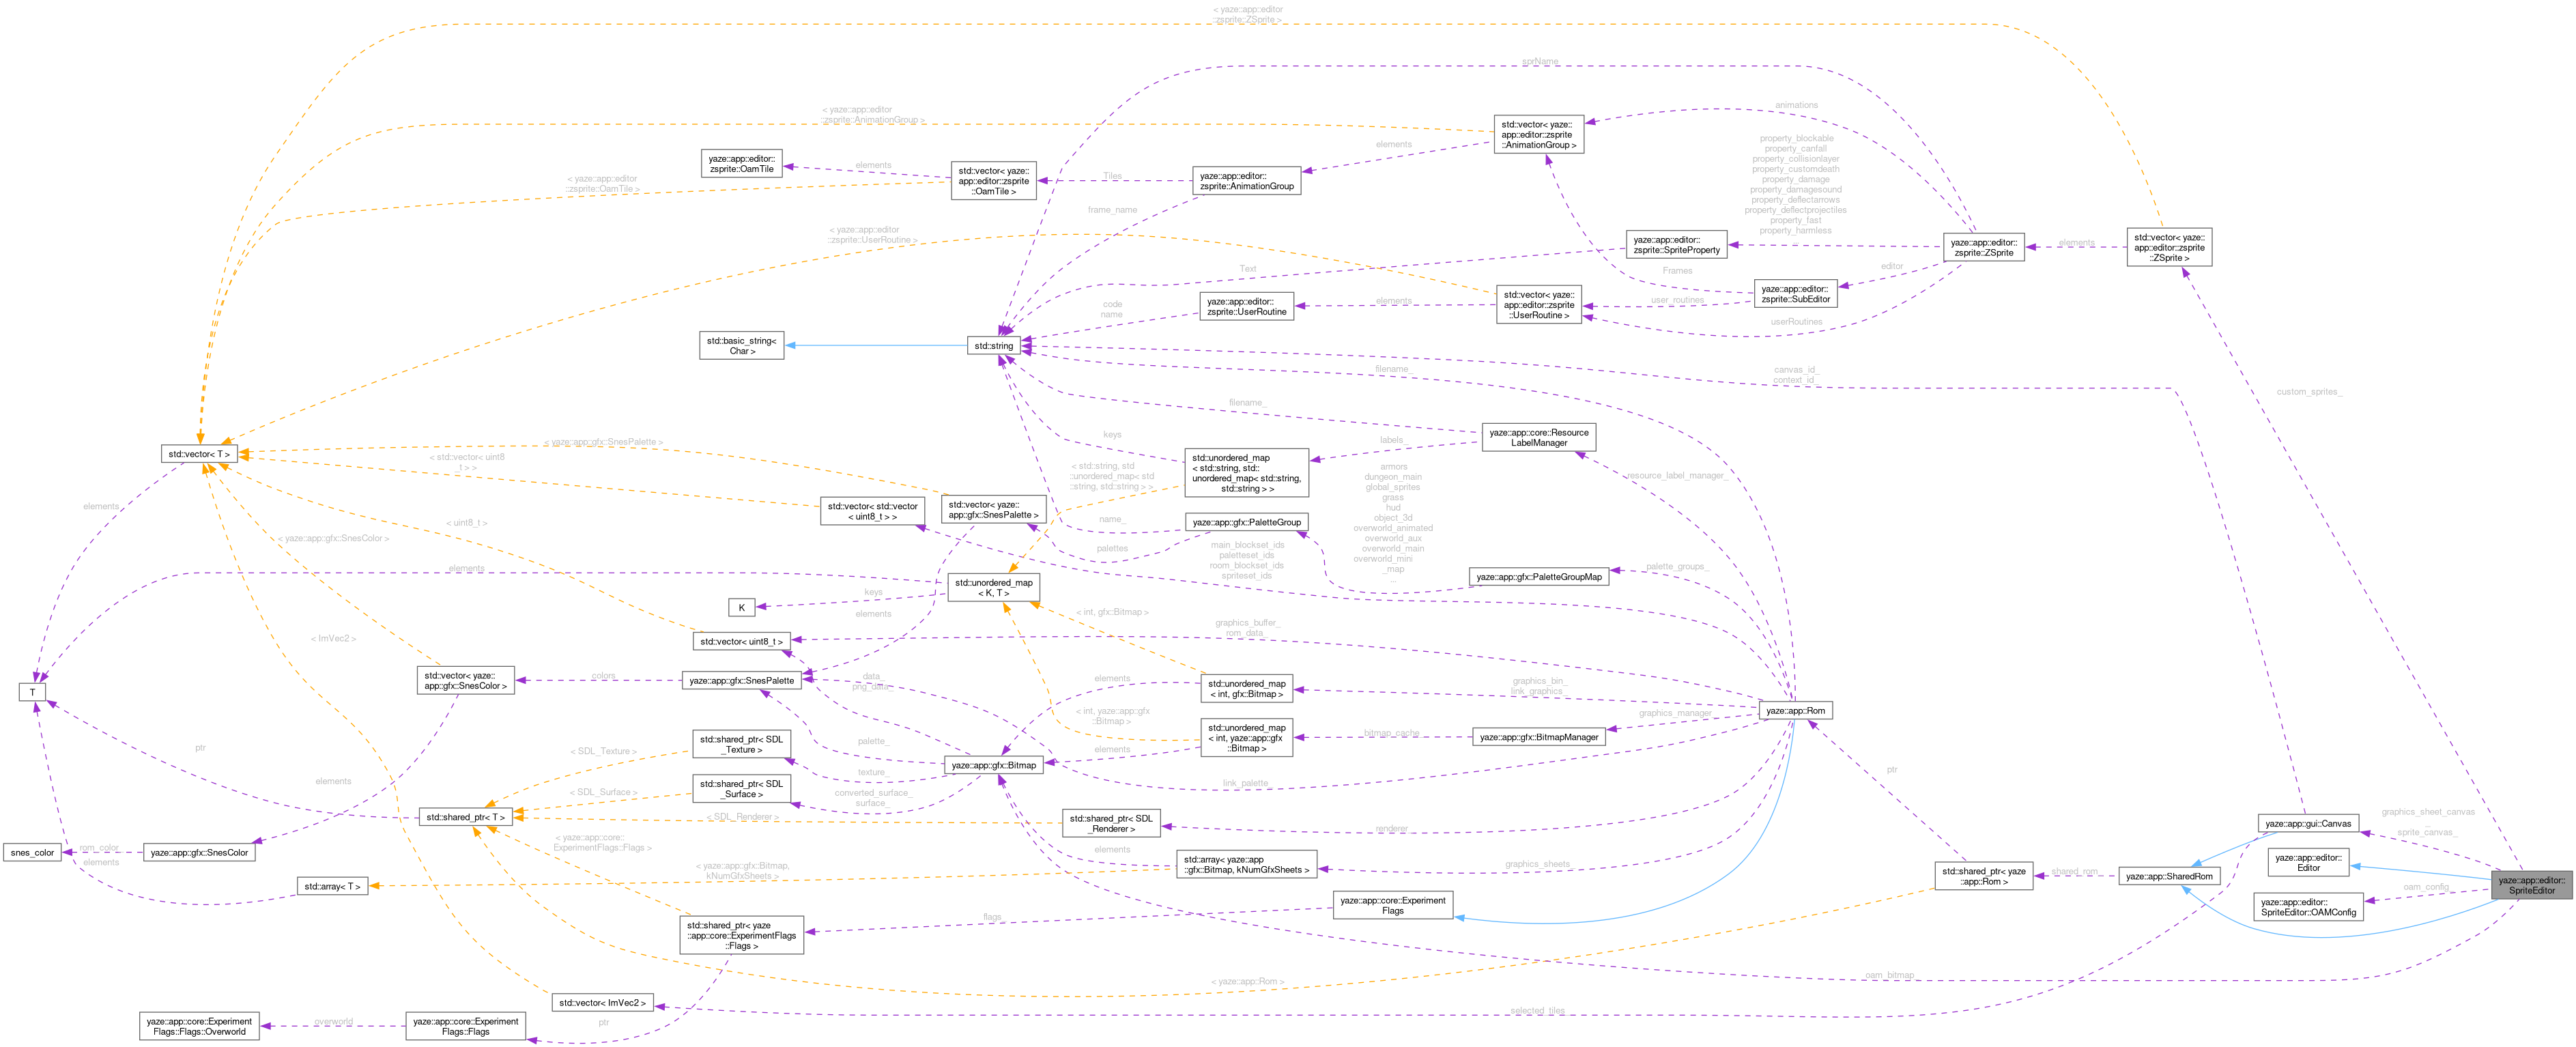 < yaze::app::editor
::zsprite::ZSprite >
sprName
animations
< yaze::app::editor
::zsprite::AnimationGroup >
std::vector< yaze::
app::editor::zsprite
::AnimationGroup >
property_blockable
property_canfall
property_collisionlayer
property_customdeath
property_damage
property_damagesound
property_deflectarrows
property_deflectprojectiles
property_fast
property_harmless
...
elements
yaze::app::editor::
zsprite::OamTile
elements
std::vector< yaze::
app::editor::zsprite
::OamTile >
Tiles
yaze::app::editor::
zsprite::AnimationGroup
< yaze::app::editor
::zsprite::OamTile >
frame_name
< yaze::app::editor
::zsprite::UserRoutine >
yaze::app::editor::
zsprite::SpriteProperty
yaze::app::editor::
zsprite::ZSprite
elements
std::vector< yaze::
app::editor::zsprite
::ZSprite >
Text
Frames
editor
yaze::app::editor::
zsprite::SubEditor
code
name
yaze::app::editor::
zsprite::UserRoutine
elements
std::vector< yaze::
app::editor::zsprite
::UserRoutine >
user_routines
userRoutines
std::basic_string<
Char >
std::string
filename_
canvas_id_
context_id_
custom_sprites_
filename_
yaze::app::core::Resource
LabelManager
keys
labels_
std::vector< T >
< yaze::app::gfx::SnesPalette >
< std::vector< uint8
_t > >
< std::string, std
::unordered_map< std
::string, std::string > >
std::unordered_map
< std::string, std::
unordered_map< std::string,
std::string > >
resource_label_manager_
armors
dungeon_main
global_sprites
grass
hud
object_3d
overworld_animated
overworld_aux
overworld_main
overworld_mini
_map
...
elements
std::vector< std::vector
< uint8_t > >
std::vector< yaze::
app::gfx::SnesPalette >
name_
yaze::app::gfx::PaletteGroup
< uint8_t >
< yaze::app::gfx::SnesColor >
palettes
main_blockset_ids
paletteset_ids
room_blockset_ids
spriteset_ids
elements
std::unordered_map
< K, T >
yaze::app::gfx::PaletteGroupMap
palette_groups_
K
keys
elements
< int, gfx::Bitmap >
graphics_buffer_
rom_data_
< ImVec2 >
std::vector< uint8_t >
std::vector< yaze::
app::gfx::SnesColor >
colors
yaze::app::gfx::SnesPalette
data_
png_data_
elements
std::unordered_map
< int, gfx::Bitmap >
graphics_bin_
link_graphics_
T
yaze::app::Rom
< int, yaze::app::gfx
::Bitmap >
std::unordered_map
< int, yaze::app::gfx
::Bitmap >
graphics_manager_
bitmap_cache_
yaze::app::gfx::BitmapManager
ptr
std::shared_ptr< SDL
_Texture >
< SDL_Texture >
palette_
elements
yaze::app::gfx::Bitmap
texture_
ptr
elements
std::shared_ptr< SDL
_Surface >
< SDL_Surface >
converted_surface_
surface_
link_palette_
std::shared_ptr< T >
< SDL_Renderer >
std::shared_ptr< SDL
_Renderer >
renderer_
yaze::app::gui::Canvas
graphics_sheet_canvas
_
sprite_canvas_
< yaze::app::core::
ExperimentFlags::Flags >
snes_color
rom_color_
yaze::app::gfx::SnesColor
elements
elements
std::array< yaze::app
::gfx::Bitmap, kNumGfxSheets >
graphics_sheets_
yaze::app::editor::
Editor
< yaze::app::gfx::Bitmap,
kNumGfxSheets >
std::shared_ptr< yaze
::app::Rom >
shared_rom_
yaze::app::SharedRom
std::array< T >
yaze::app::editor::
SpriteEditor
oam_config_
yaze::app::editor::
SpriteEditor::OAMConfig
yaze::app::core::Experiment
Flags
flags
std::shared_ptr< yaze
::app::core::ExperimentFlags
::Flags >
oam_bitmap_
< yaze::app::Rom >
std::vector< ImVec2 >
selected_tiles_
yaze::app::core::Experiment
Flags::Flags::Overworld
overworld
yaze::app::core::Experiment
Flags::Flags
ptr